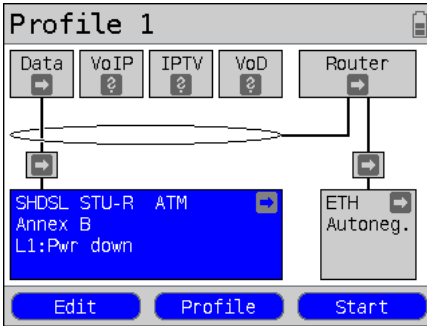 Profile 1
Data VoIP IPTV VoD Router
? ? ?
SHDSL STU-R ATM
Annex B
L1:Pwr down
ETH
Autoneg.
Edit Profile Start